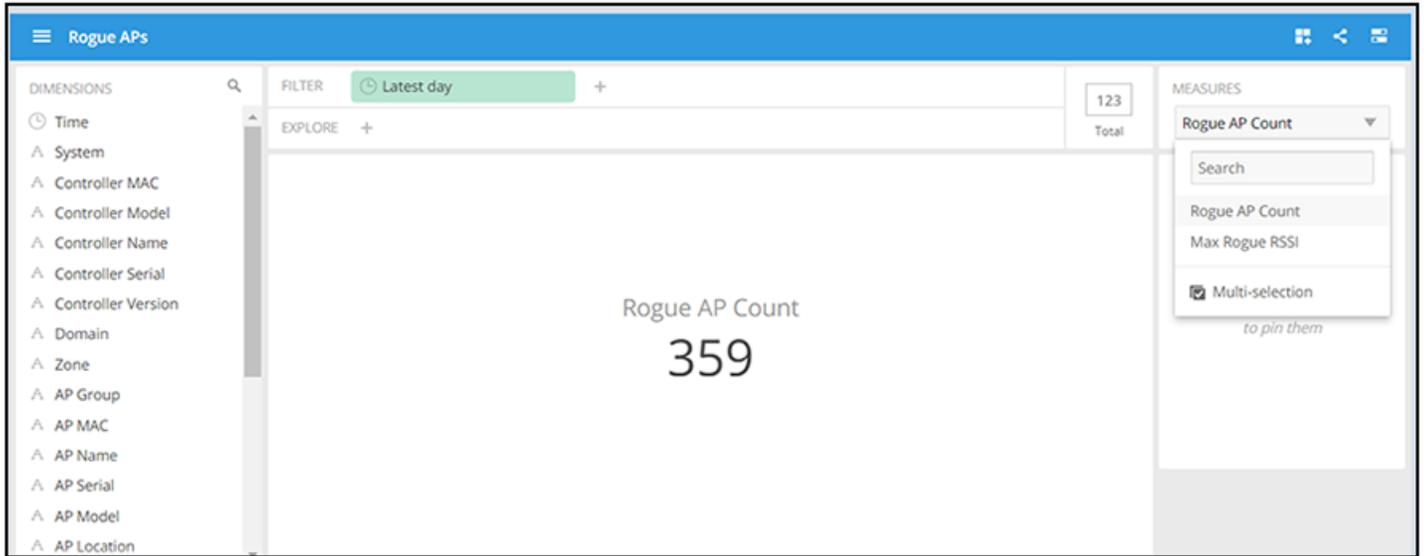 Rogue APs
DIMENSIONS
Time
System
Controller MAC
Controller Model
Controller Name
Controller Serial
Controller Version
Domain
Zone
AP Group
AP MAC
AP Name
AP Serial
AP Model
AP Location
FILTER
Latest day
+
EXPLORE +
123
Total
Rogue AP Count
359
MEASURES
Rogue AP Count
Search
Rogue AP Count
Max Rogue RSSI
Multi-selection
to pin them